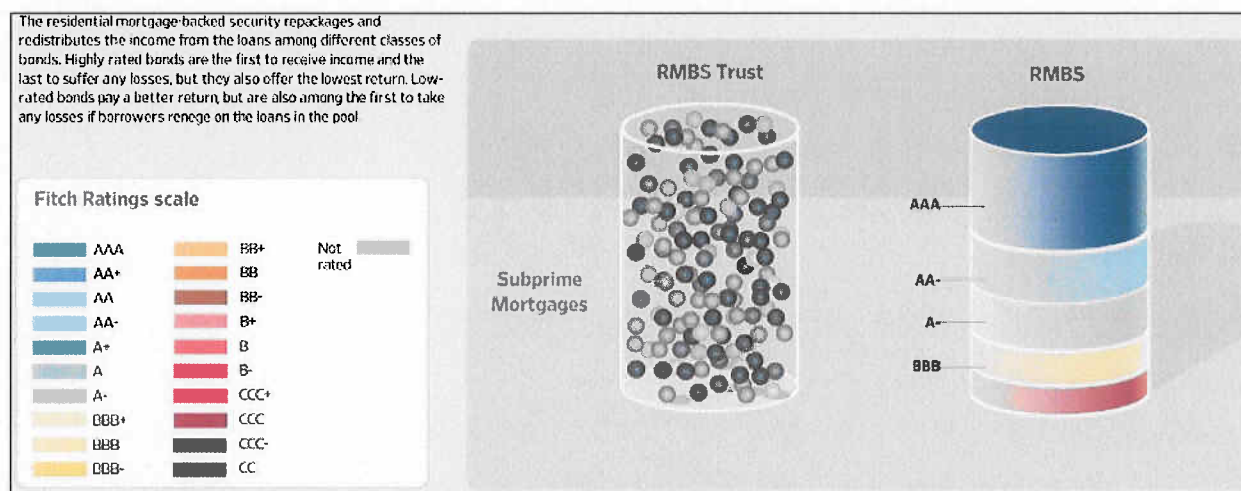 The residential mortgage-backed security repackages and
redistributes the income from the loans among different classes of
bonds. Highly rated bonds are the first to receive income and the
last to suffer any losses, but they also offer the lowest return. Low-
rated bonds pay a better return, but are also among the first to take
any losses if borrowers renege on the loans in the pool
Fitch Ratings scale
AAA
AA+
AA
AA-
A+
A
A-
BBB+
BBB
BBB-
BB+
BB
BB-
B+
B
B-
CCC+
CCC
CCC-
CC
Not
rated
RMBS Trust
Subprime
Mortgages
RMBS
AAA
AA-
A-
BBB